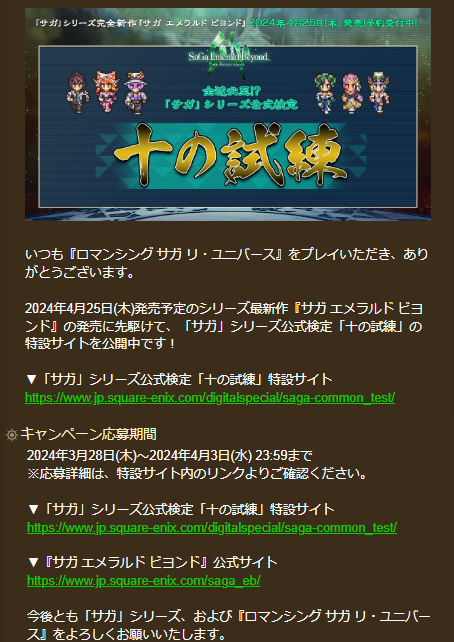 「サガ」シリーズ完全新作『サガ エメラルド ビヨンド』2024年4月25日(木)発売!予約受付中!
SaGa Emerald Beyond
全滅必至!?
「サガ」シリーズ公式検定
十の試練
いつも『ロマンシング サガ リ・ユニバース』をプレイいただき、あり
がとうございます。
2024年4月25日(木)発売予定のシリーズ最新作『サガ エメラルド ビヨ
ンド』の発売に先駆けて、「サガ」シリーズ公式検定「十の試練」の
特設サイトを公開中です！
▼「サガ」シリーズ公式検定「十の試練」特設サイト
https://www.jp.square-enix.com/digitalspecial/saga-common_test/
キャンペーン応募期間
2024年3月28日(木)～2024年4月3日(水) 23:59まで
※応募詳細は、特設サイト内のリンクよりご確認ください。
▼「サガ」シリーズ公式検定「十の試練」特設サイト
https://www.jp.square-enix.com/digitalspecial/saga-common_test/
▼『サガ エメラルド ビヨンド』公式サイト
https://www.jp.square-enix.com/saga_eb/
今後とも「サガ」シリーズ、および『ロマンシング サガ リ・ユニバー
ス』をよろしくお願いいたします。